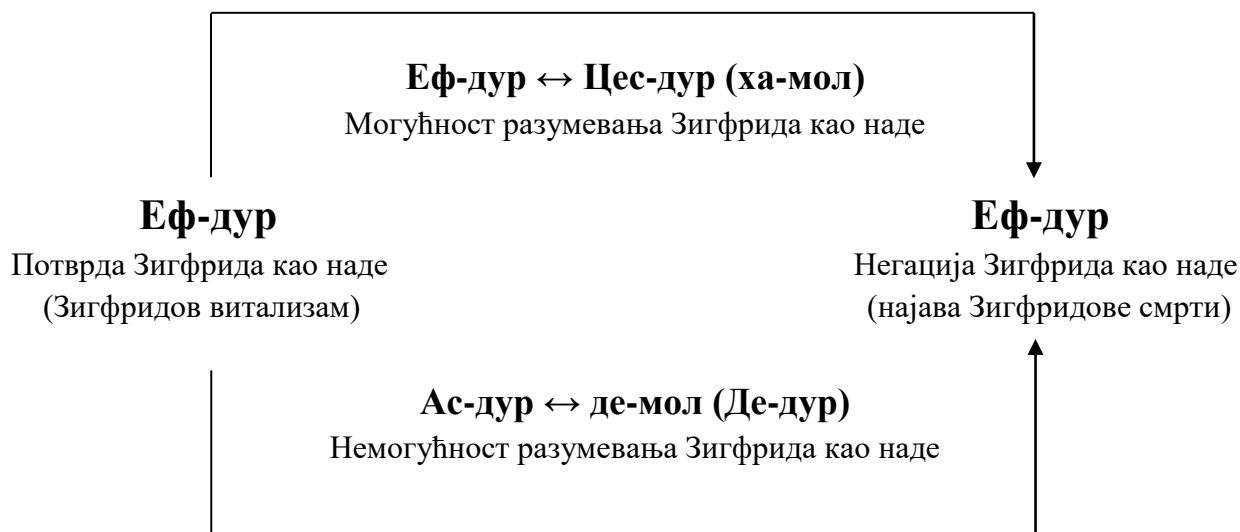 Еф-дур ↔ Цес-дур (ха-мол)
Могућност разумевања Зигфрида као наде
Еф-дур
Потврда Зигфрида као наде
(Зигфридов витализам)
Еф-дур
Негација Зигфрида као наде
(најава Зигфридове смрти)
Ас-дур ↔ де-мол (Де-дур)
Немогућност разумевања Зигфрида као наде